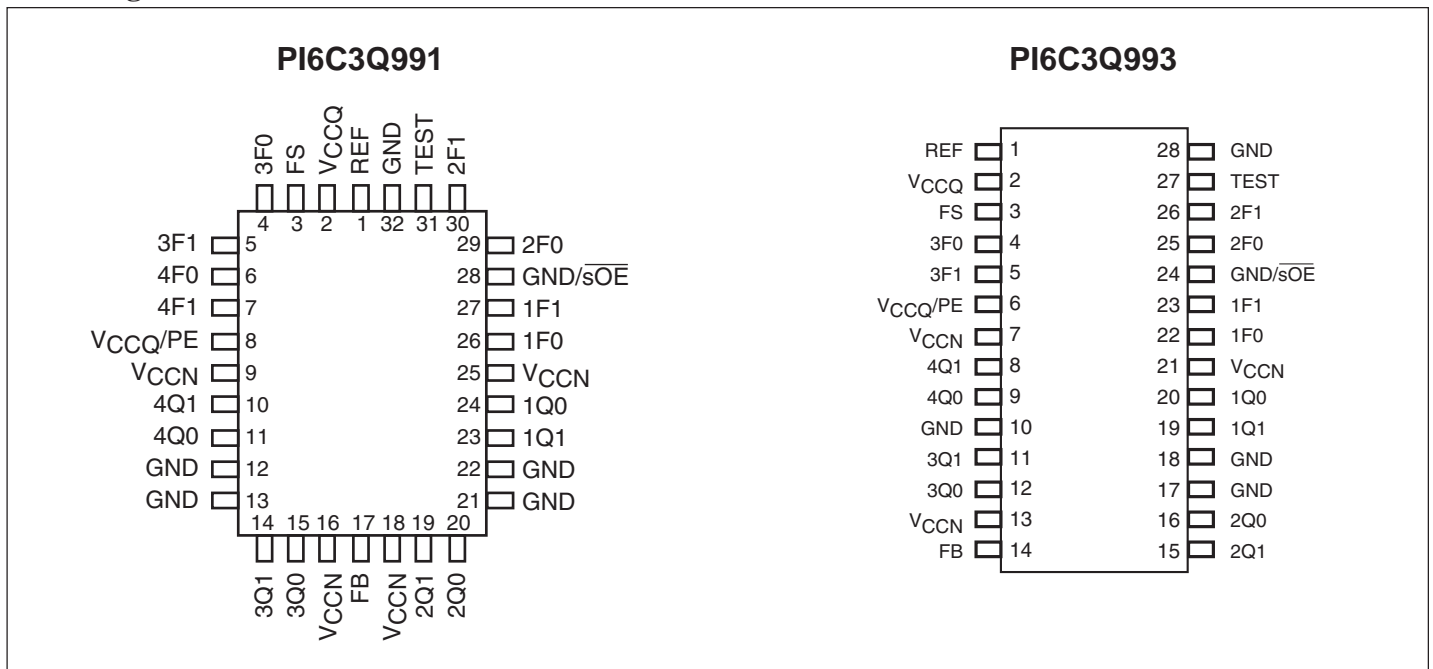 PI6C3Q991
3F0 FS VCCQ REF GND TEST 2F1
4 3 2 1 32 31 30
3F1 5 29 2F0
4F0 6 28 GND/sOE
4F1 7 27 1F1
VCCQ/PE 8 26 1F0
VCCN 9 25 VCCN
4Q1 10 24 1Q0
4Q0 11 23 1Q1
GND 12 22 GND
GND 13 21 GND
14 15 16 17 18 19 20
3Q1 3Q0 VCCN FB VCCN 2Q1 2Q0
PI6C3Q993
REF 1 28 GND
VCCQ 2 27 TEST
FS 3 26 2F1
3F0 4 25 2F0
3F1 5 24 GND/sOE
VCCQ/PE 6 23 1F1
VCCN 7 22 1F0
4Q1 8 21 VCCN
4Q0 9 20 1Q0
GND 10 19 1Q1
3Q1 11 18 GND
3Q0 12 17 GND
VCCN 13 16 2Q0
FB 14 15 2Q1